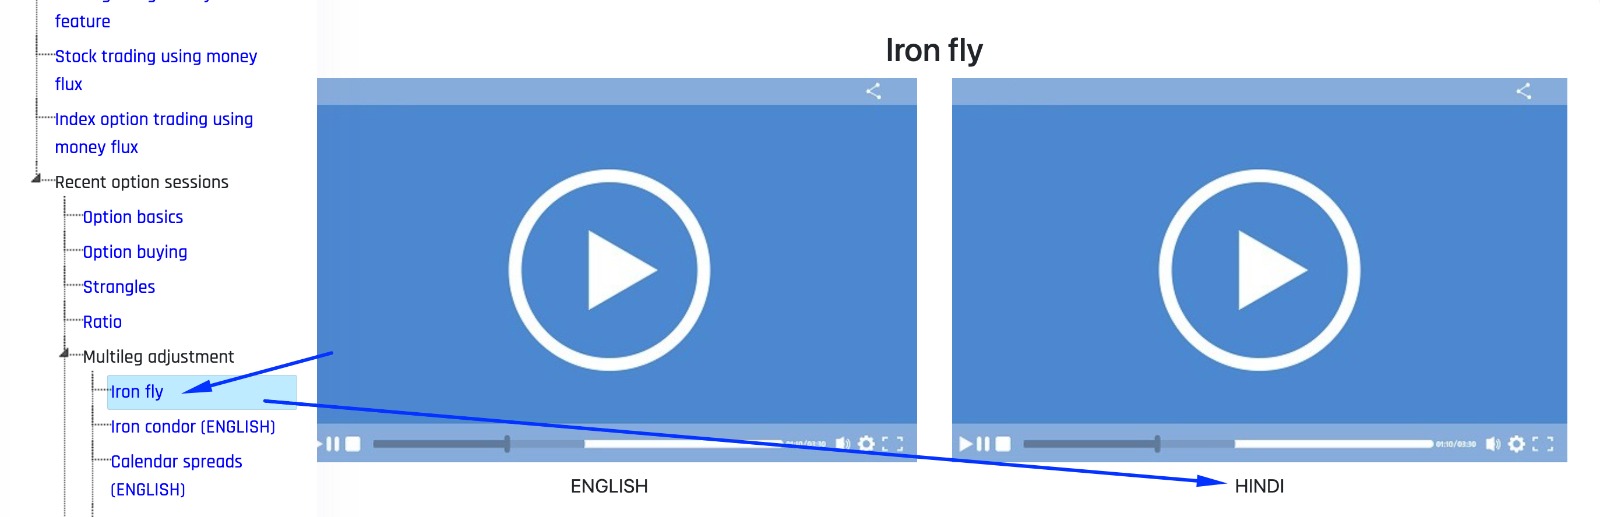 feature
Stock trading using money
flux
Index option trading using
money flux
Recent option sessions
Option basics
Option buying
Strangles
Ratio
Multileg adjustment
Iron fly
Iron condor (ENGLISH)
Calendar spreads
(ENGLISH)
Iron fly
01:10/03:30
ENGLISH
01:10/03:30
HINDI